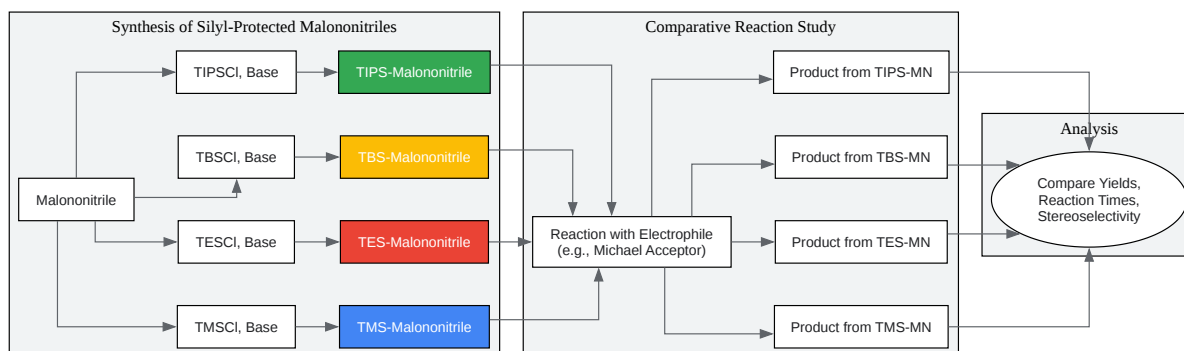 Synthesis of Silyl-Protected Malononitriles
Comparative Reaction Study
TIPSCl, Base
TIPS-Malononitrile
Product from TIPS-MN
Analysis
TBSCl, Base
TBS-Malononitrile
Product from TBS-MN
Malononitrile
Compare Yields,
Reaction Times,
Stereoselectivity
TESCl, Base
TES-Malononitrile
Reaction with Electrophile
(e.g., Michael Acceptor)
Product from TES-MN
TMSCl, Base
TMS-Malononitrile
Product from TMS-MN